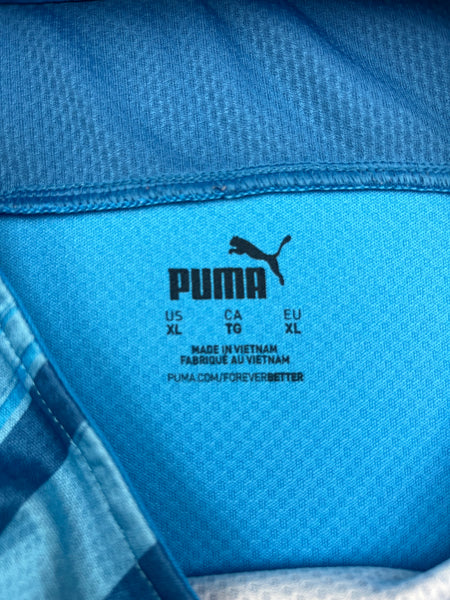 PUMA
US CA EU
XL TG XL
MADE IN VIETNAM
FABRIQUÉ AU VIETNAM
PUMA.COM/FOREVERBETTER